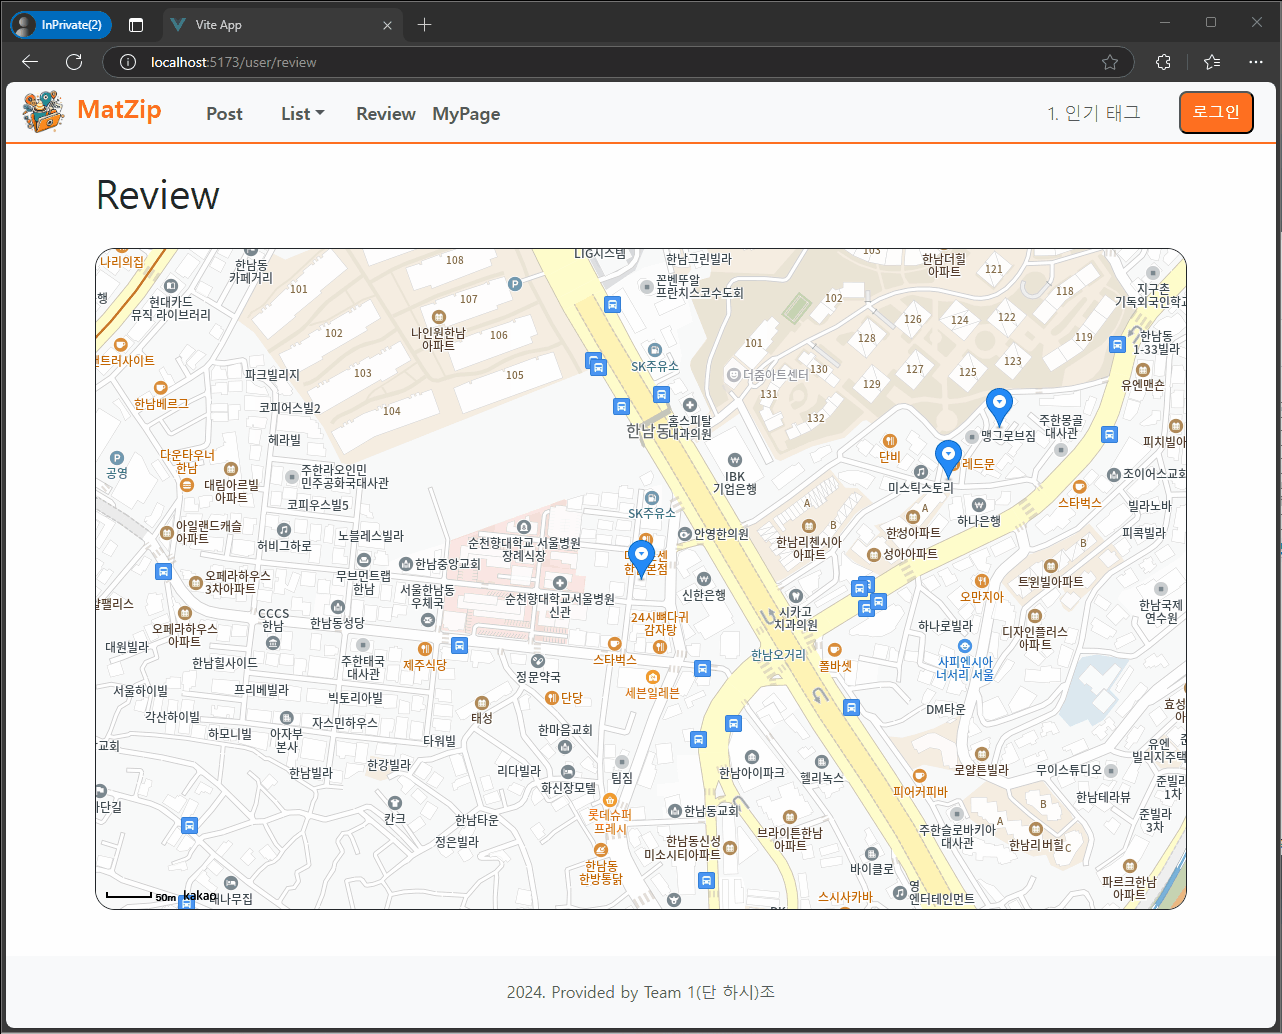 InPrivate(2)
Vite App
localhost:5173/user/review
MatZip
Post
List
Review
MyPage
1. 인기 태그
로그인
Review
나리의집
한남동
카페거리
108
LIG시스템
한남그린빌라
103
한남더힐
아파트
121
101
현대카드
뮤직 라이브러리
행
107
P
꼰벤뚜알
프란치스코수도회
102
118
지구촌
기독외국인학교
102
나인원한남
아파트
106
126
124
122
128
119
한남동
1-33빌라
101
SK주유소
파크빌리지
103
105
더줌아트센터
130
127
125
123
129
131
유엔맨숀
한남베르그
코피어스빌2
104
132
한남동
홈스피탈
내과의원
맹그로브짐
주한몽골
대사관
헤라빌
단비
피치빌아
P
공영
다운타우너
한남
대림아르빌
아파트
주한라오인민
민주공화국대사관
IBK
기업은행
레드문
미스틱스토리
조이어스교회
스타벅스
코피우스빌5
SK주유소
A
A
하나은행
빌라노바
아일랜드캐슬
아파트
허비그하로
노블레스빌라
순천향대학교 서울병원
장례식장
안영한의원
B
한남리첸시아
아파트
한성아파트
피콕빌라
B
성아아파트
오페라하우스
3차아파트
무브먼트랩
한남
한남중앙교회
트윈빌아파트
팰리스
서울한남동
우체국
순천향대학교서울병원
신관
신한은행
오만지아
CCCS
한남
한남동성당
24시뼈다귀
감자탕
시카고
치과의원
한남국제
연수원
오페라하우스
아파트
하나로빌라
디자인플러스
아파트
대원빌라
한남힐사이드
주한태국
대사관
제주식당
스타벅스
한남오거리
폴바셋
사피엔시아
너서리 서울
정문약국
서울하이빌
프리베빌라
빅토리아빌
단당
세븐일레븐
DM타운
효성
아
각산하이빌
하모니빌
아자부
본사
자스민하우스
태성
한마음교회
타워빌
교회
유엔
빌리지주택
한남빌라
한강빌라
리다빌라
화신장모텔
팀짐
한남아이파크
헬리녹스
로얄튼빌라
무이스튜디오
피어커피바
준빌라
1차
한남테라뷰
단길
칸크
한남타운
롯데슈퍼
프레시
한남동교회
B
A
준빌라
3차
정은빌라
브라이튼한남
아파트
주한슬로바키아
대사관
한남리버힐
C
한남동신성
미소시티아파트
바이클로
한남동
한방통닭
파르크한남
아파트
50m
kakao
대나무집
스시사카바
영
엔터테인먼트
2024. Provided by Team 1(단 하시)조